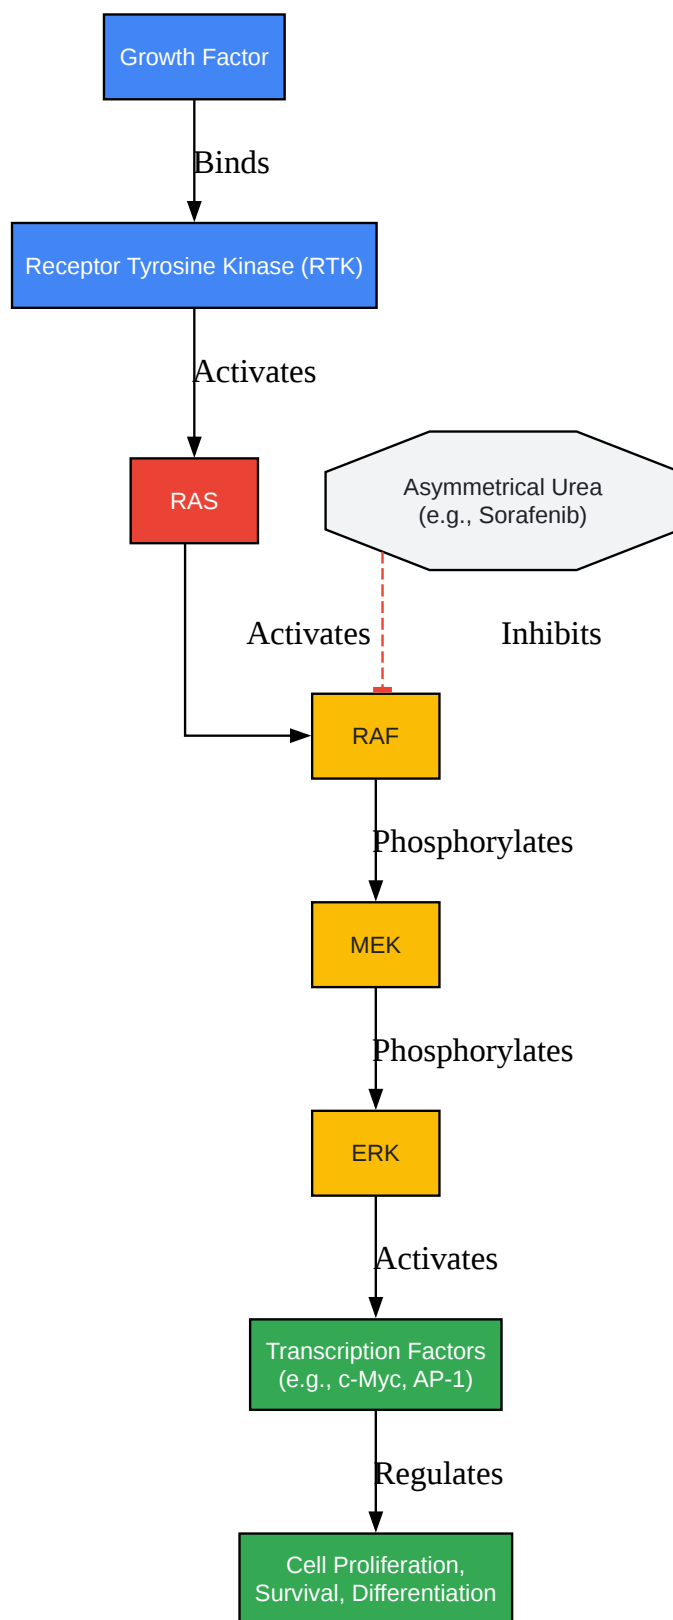 Growth Factor
Binds
Receptor Tyrosine Kinase (RTK)
Activates
RAS
Asymmetrical Urea
(e.g., Sorafenib)
Activates
Inhibits
RAF
Phosphorylates
MEK
Phosphorylates
ERK
Activates
Transcription Factors
(e.g., c-Myc, AP-1)
Regulates
Cell Proliferation,
Survival, Differentiation